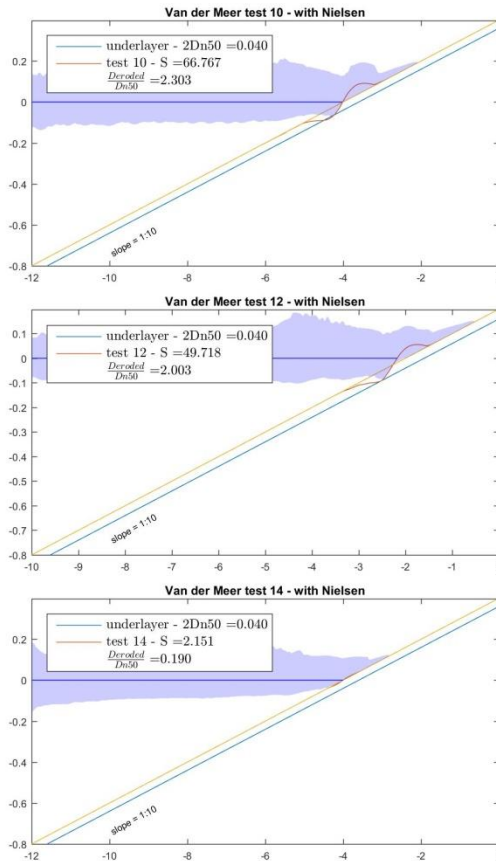 Van der Meer test 10 - with Nielsen
0.2
0
-0.2
-0.4
-0.6
-0.8
underlayer - 2Dn50 =0.040
test 10 - S =66.767
Deroded/Dn50 =2.303
slope = 1:10
-12 -10 -8 -6 -4 -2
Van der Meer test 12 - with Nielsen
0.1
0
-0.1
-0.2
-0.3
-0.4
-0.5
-0.6
-0.7
-0.8
underlayer - 2Dn50 =0.040
test 12 - S =49.718
Deroded/Dn50 =2.003
slope = 1:10
-10 -9 -8 -7 -6 -5 -4 -3 -2 -1
Van der Meer test 14 - with Nielsen
0.2
0
-0.2
-0.4
-0.6
-0.8
underlayer - 2Dn50 =0.040
test 14 - S =2.151
Deroded/Dn50 =0.190
slope = 1:10
-12 -10 -8 -6 -4 -2